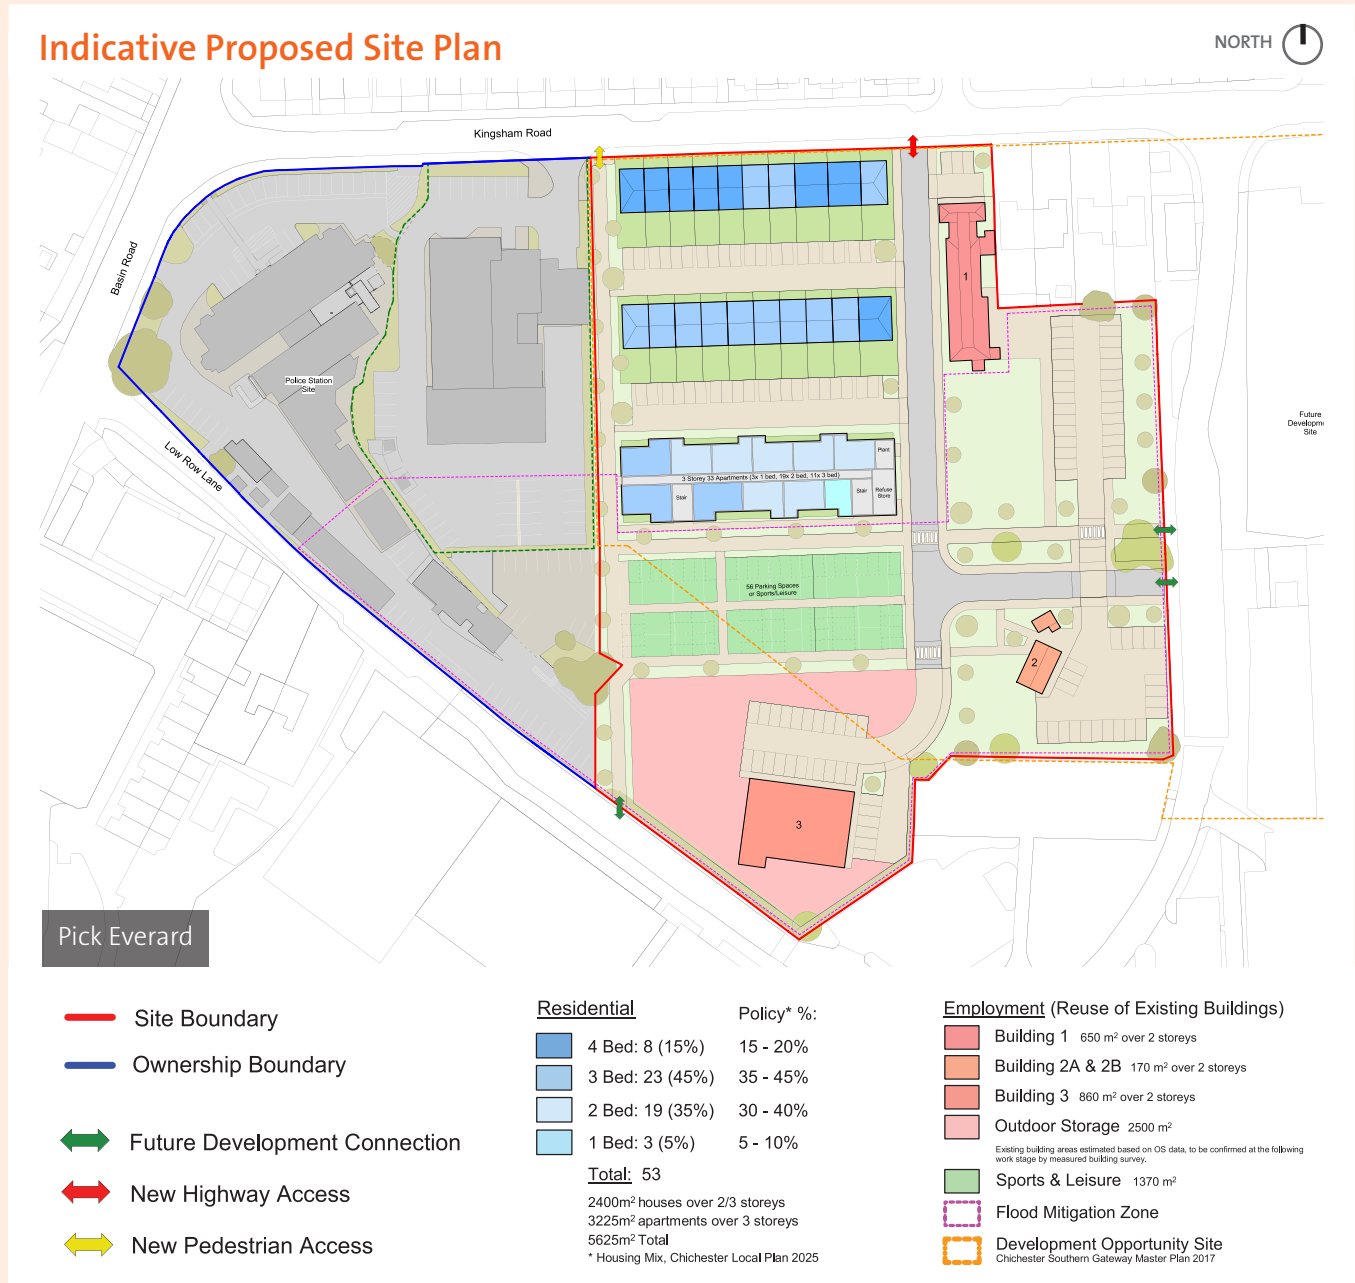 Indicative Proposed Site Plan
NORTH
Kingsham Road
Basin Road
Police Station
Site
Low Row Lane
1
Future
Developm
Site
Plant
3 Storey 33 Apartments (3x 1 bed, 19x 2 bed, 11x 3 bed)
Stair
Stair
Refuse
Store
56 Parking Spaces
or Sports/Leisure
2
3
Pick Everard
Site Boundary
Ownership Boundary
Future Development Connection
New Highway Access
New Pedestrian Access
Residential
Policy* %:
4 Bed: 8 (15%) 15 - 20%
3 Bed: 23 (45%) 35 - 45%
2 Bed: 19 (35%) 30 - 40%
1 Bed: 3 (5%) 5 - 10%
Total: 53
2400m² houses over 2/3 storeys
3225m² apartments over 3 storeys
5625m² Total
* Housing Mix, Chichester Local Plan 2025
Employment (Reuse of Existing Buildings)
Building 1 650 m² over 2 storeys
Building 2A & 2B 170 m² over 2 storeys
Building 3 860 m² over 2 storeys
Outdoor Storage 2500 m²
Existing building areas estimated based on OS data, to be confirmed at the following
work stage by measured building survey.
Sports & Leisure 1370 m²
Flood Mitigation Zone
Development Opportunity Site
Chichester Southern Gateway Master Plan 2017